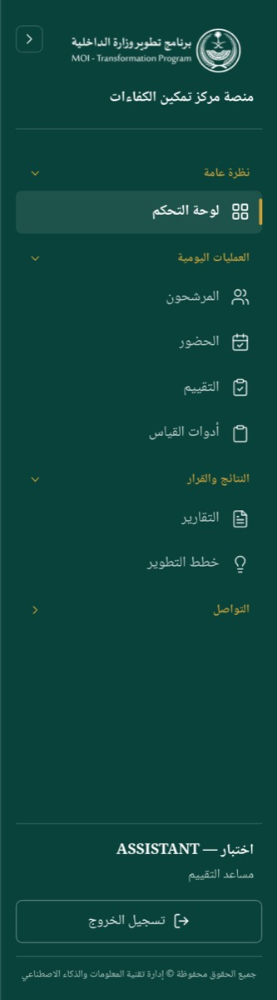 برنامج تطوير وزارة الداخلية
MOI - Transformation Program
منصة مركز تمكين الكفاءات
نظرة عامة
لوحة التحكم
العمليات اليومية
المرشحون
الحضور
التقييم
أدوات القياس
النتائج والقرار
التقارير
خطط التطوير
التواصل
اختبار — ASSISTANT
مساعد التقييم
تسجيل الخروج
جميع الحقوق محفوظة © إدارة تقنية المعلومات والذكاء الاصطناعي